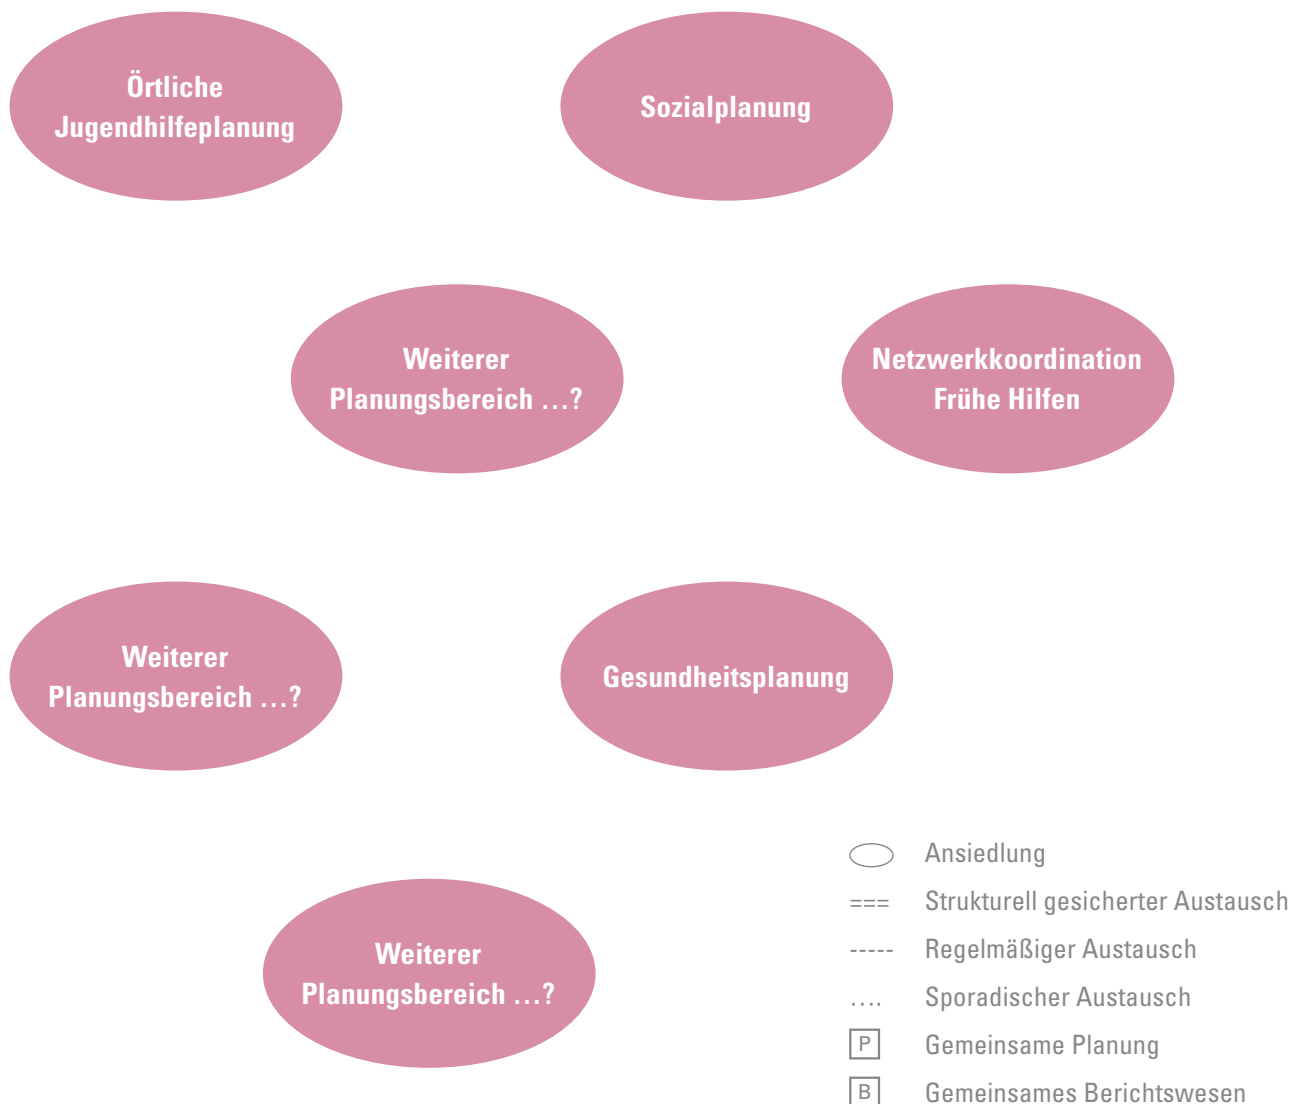 Örtliche
Jugendhilfeplanung
Sozialplanung
Weiterer
Planungsbereich …?
Netzwerkkoordination
Frühe Hilfen
Weiterer
Planungsbereich …?
Gesundheitsplanung
Weiterer
Planungsbereich …?
Ansiedlung
=== Strukturell gesicherter Austausch
----- Regelmäßiger Austausch
.... Sporadischer Austausch
P Gemeinsame Planung
B Gemeinsames Berichtswesen